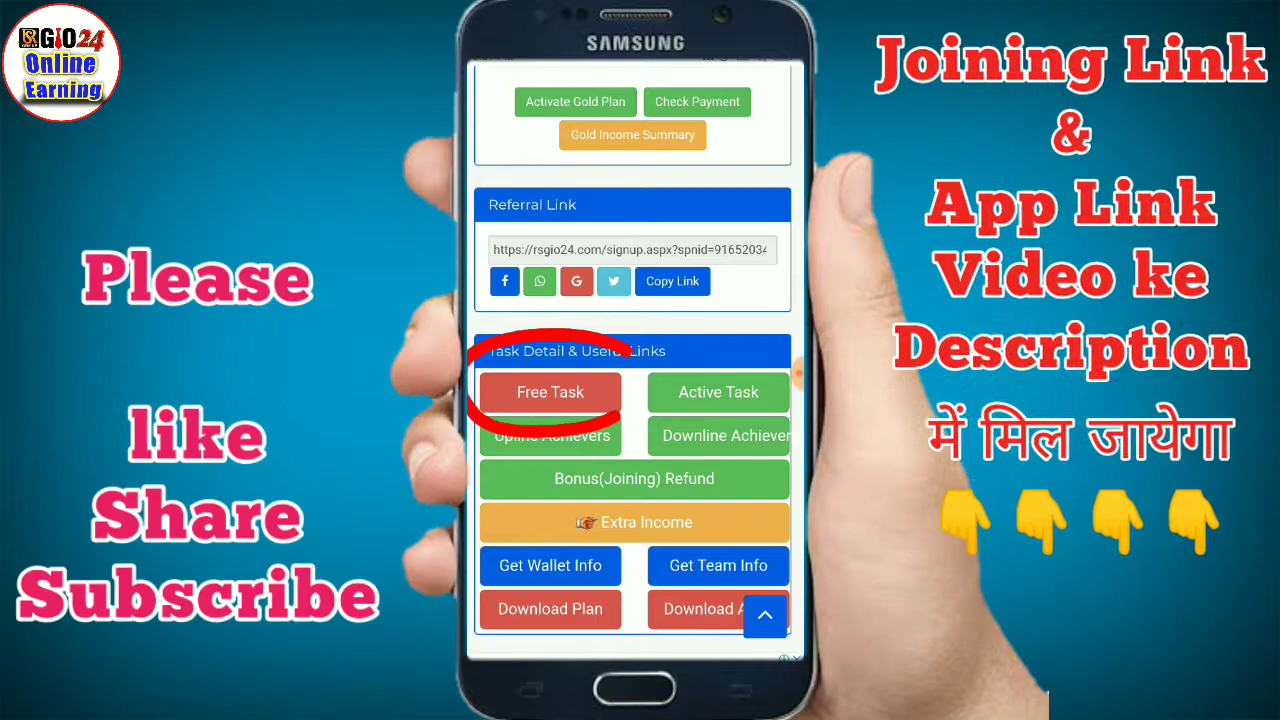 RSGIO24
Online
Earning
Please
like
Share
Subscribe
SAMSUNG
Activate Gold Plan
Check Payment
Gold Income Summary
Referral Link
https://rsgio24.com/signup.aspx?spnid=9165203
Copy Link
Task Detail & Useful Links
Free Task
Active Task
Upline Achievers
Downline Achiever
Bonus(Joining) Refund
Extra Income
Get Wallet Info
Get Team Info
Download Plan
Download A
Joining Link
&
App Link
Video ke
Description
में मिल जायेगा